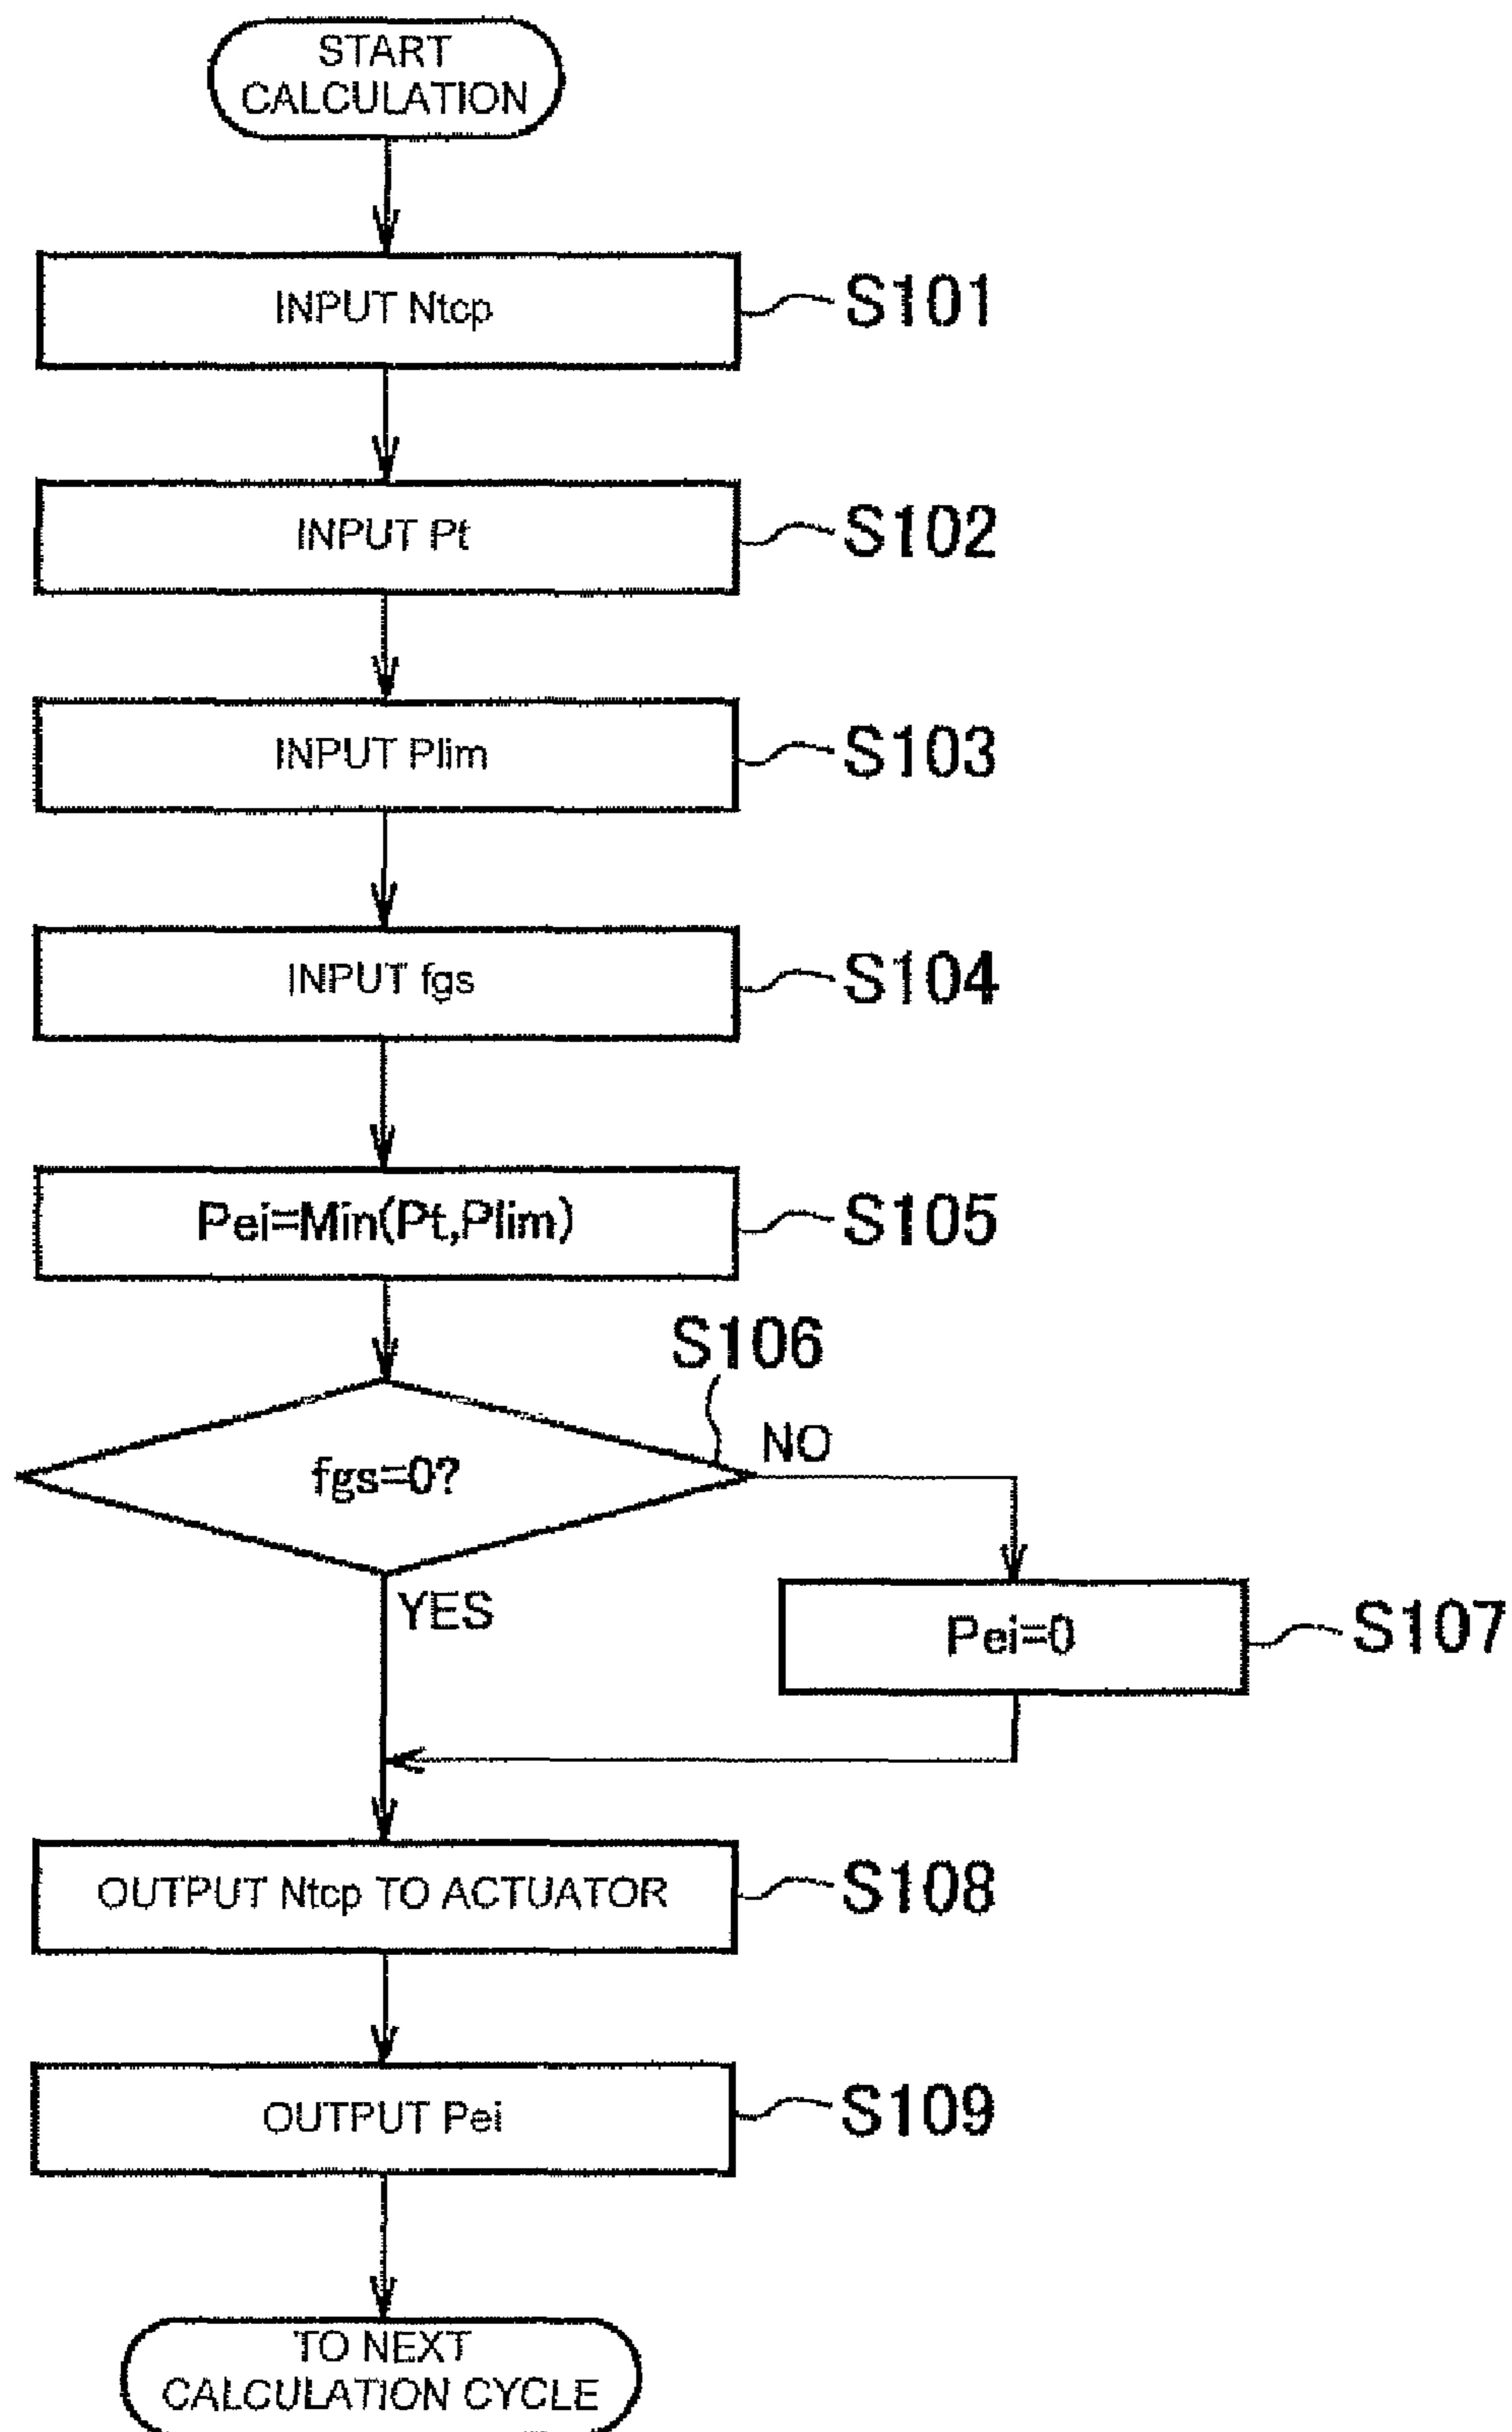 START
CALCULATION
INPUT Ntcp
S101
INPUT Pt
S102
INPUT Plim
S103
INPUT fgs
S104
Pei=Min(Pt,Plim)
S105
S106
fgs=0?
NO
YES
Pei=0
S107
OUTPUT Ntcp TO ACTUATOR
S108
OUTPUT Pei
S109
TO NEXT
CALCULATION CYCLE